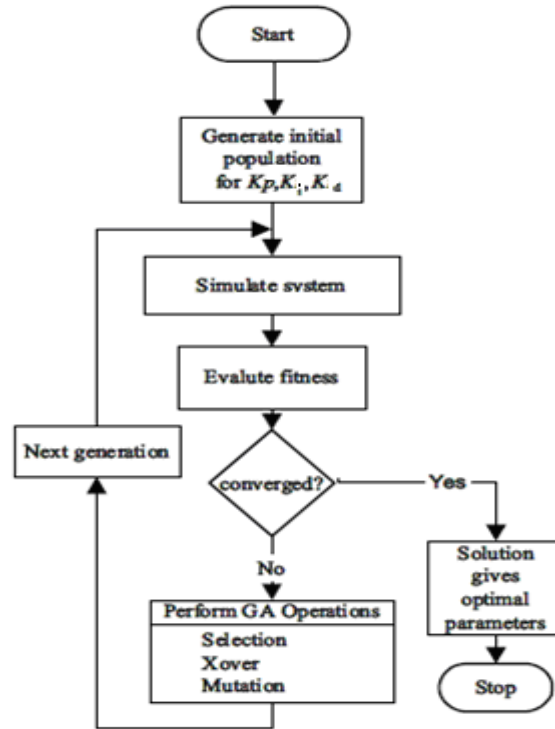 Start
Generate initial
population
for Kp,Ki,Kd
Simulate system
Evalute fitness
Next generation
converged?
Yes
No
Solution
gives
optimal
parameters
Perform GA Operations
Selection
Xover
Mutation
Stop